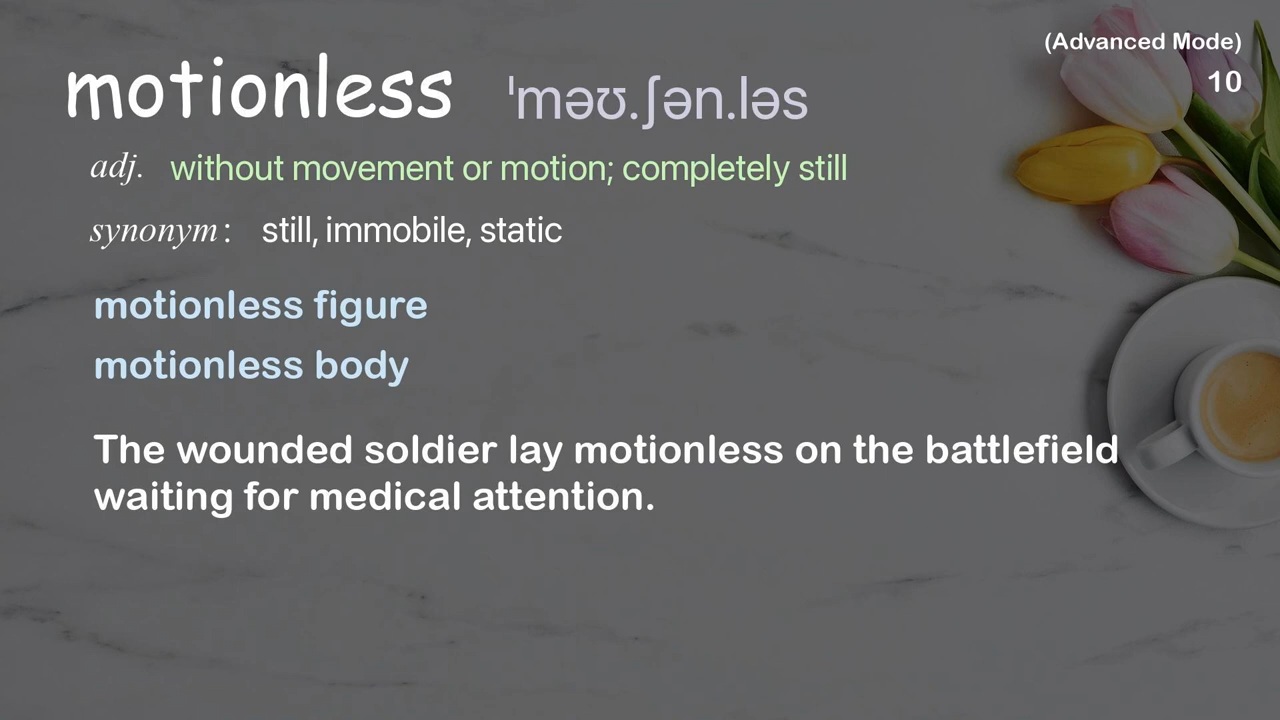 (Advanced Mode)
10
motionless ˈməʊ.ʃən.ləs
adj. without movement or motion; completely still
synonym: still, immobile, static
motionless figure
motionless body
The wounded soldier lay motionless on the battlefield
waiting for medical attention.